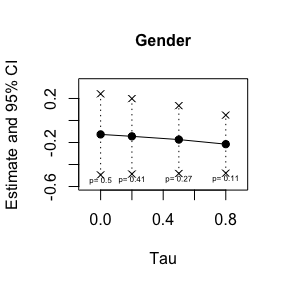 Gender
Estimate and 95% CI
0.2
-0.2
-0.6
p= 0.5 p= 0.41 p= 0.27 p= 0.11
0.0 0.4 0.8
Tau